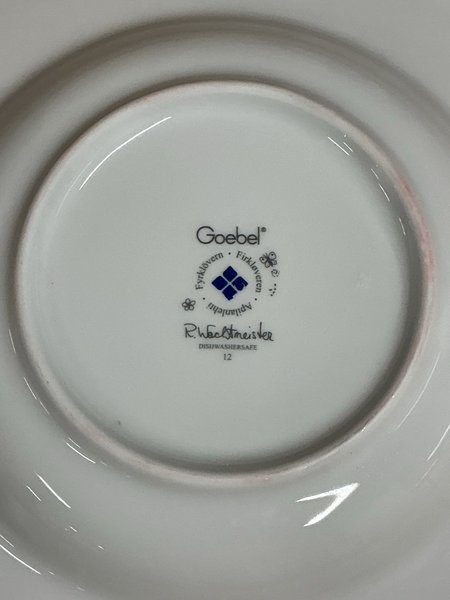 Goebel®
Fyrklövern · Firkløveren · Apilanlehti ·
R. Wachtmeister
DISHWASHERSAFE
12